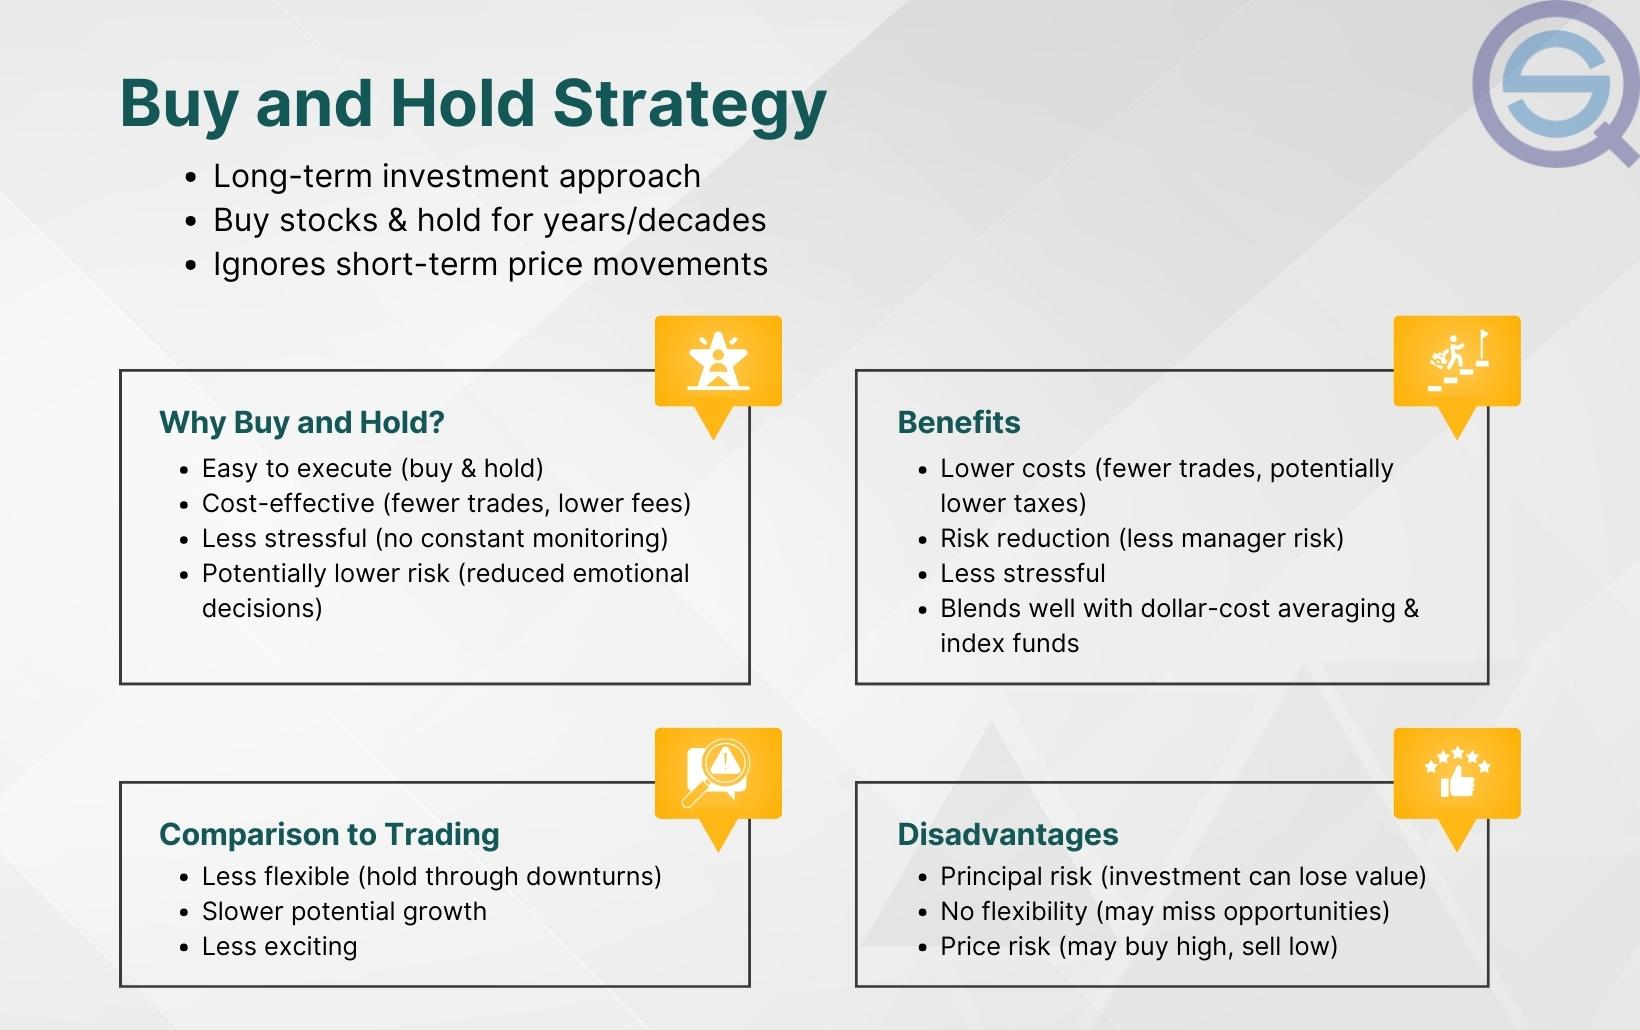 Buy and Hold Strategy
• Long-term investment approach
• Buy stocks & hold for years/decades
• Ignores short-term price movements
Why Buy and Hold?
• Easy to execute (buy & hold)
• Cost-effective (fewer trades, lower fees)
• Less stressful (no constant monitoring)
• Potentially lower risk (reduced emotional
decisions)
Benefits
• Lower costs (fewer trades, potentially
lower taxes)
• Risk reduction (less manager risk)
• Less stressful
• Blends well with dollar-cost averaging &
index funds
Comparison to Trading
• Less flexible (hold through downturns)
• Slower potential growth
• Less exciting
Disadvantages
• Principal risk (investment can lose value)
• No flexibility (may miss opportunities)
• Price risk (may buy high, sell low)